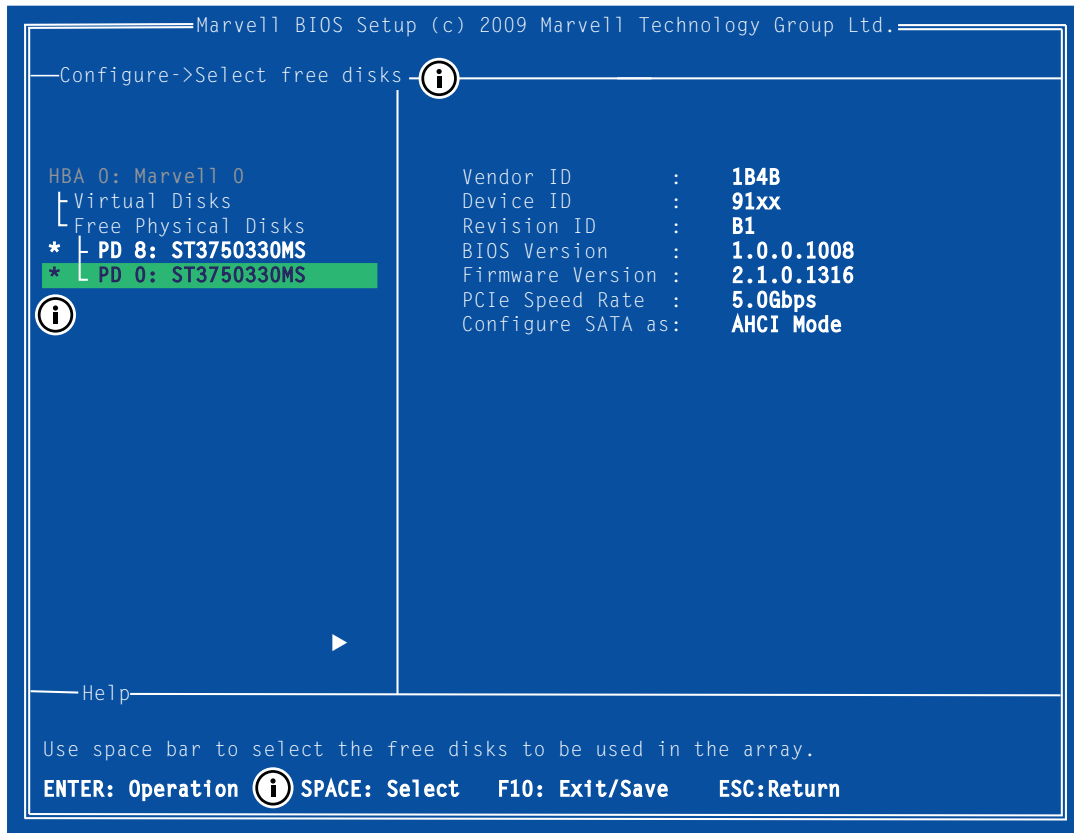 Marvell BIOS Setup (c) 2009 Marvell Technology Group Ltd.
Configure->Select free disks
i
HBA 0: Marvell 0
Virtual Disks
Free Physical Disks
* PD 8: ST3750330MS
* PD 0: ST3750330MS
i
Vendor ID : 1B4B
Device ID : 91xx
Revision ID : B1
BIOS Version : 1.0.0.1008
Firmware Version : 2.1.0.1316
PCIe Speed Rate : 5.0Gbps
Configure SATA as: AHCI Mode
Help
Use space bar to select the free disks to be used in the array.
ENTER: Operation i SPACE: Select F10: Exit/Save ESC:Return